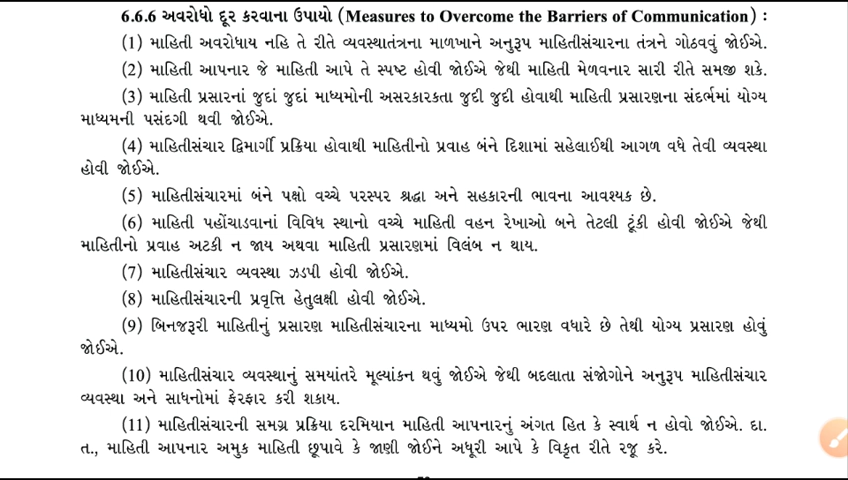 6.6.6 અવરોધો દૂર કરવાના ઉપાયો (Measures to Overcome the Barriers of Communication) :
(1) માહિતી અવરોધાય નહિ તે રીતે વ્યવસ્થાતંત્રના માળખાને અનુરૂપ માહિતીસંચારના તંત્રને ગોઠવવું જોઈએ.
(2) માહિતી આપનાર જે માહિતી આપે તે સ્પષ્ટ હોવી જોઈએ જેથી માહિતી મેળવનાર સારી રીતે સમજી શકે.
(3) માહિતી પ્રસારનાં જુદાં જુદાં માધ્યમોની અસરકારકતા જુદી જુદી હોવાથી માહિતી પ્રસારણના સંદર્ભમાં યોગ્ય
માધ્યમની પસંદગી થવી જોઈએ.
(4) માહિતીસંચાર દ્વિમાર્ગી પ્રક્રિયા હોવાથી માહિતીનો પ્રવાહ બંને દિશામાં સહેલાઈથી આગળ વધે તેવી વ્યવસ્થા
હોવી જોઈએ.
(5) માહિતીસંચારમાં બંને પક્ષો વચ્ચે પરસ્પર શ્રદ્ધા અને સહકારની ભાવના આવશ્યક છે.
(6) માહિતી પહોંચાડવાનાં વિવિધ સ્થાનો વચ્ચે માહિતી વહન રેખાઓ બને તેટલી ટૂંકી હોવી જોઈએ જેથી
માહિતીનો પ્રવાહ અટકી ન જાય અથવા માહિતી પ્રસારણમાં વિલંબ ન થાય.
(7) માહિતીસંચાર વ્યવસ્થા ઝડપી હોવી જોઈએ.
(8) માહિતીસંચારની પ્રવૃત્તિ હેતુલક્ષી હોવી જોઈએ.
(9) બિનજરૂરી માહિતીનું પ્રસારણ માહિતીસંચારના માધ્યમો ઉપર ભારણ વધારે છે તેથી યોગ્ય પ્રસારણ હોવું
જોઈએ.
(10) માહિતીસંચાર વ્યવસ્થાનું સમયાંતરે મૂલ્યાંકન થવું જોઈએ જેથી બદલાતા સંજોગોને અનુરૂપ માહિતીસંચાર
વ્યવસ્થા અને સાધનોમાં ફેરફાર કરી શકાય.
(11) માહિતીસંચારની સમગ્ર પ્રક્રિયા દરમિયાન માહિતી આપનારનું અંગત હિત કે સ્વાર્થ ન હોવો જોઈએ. દા.
ત., માહિતી આપનાર અમુક માહિતી છૂપાવે કે જાણી જોઈને અધૂરી આપે કે વિકૃત રીતે રજૂ કરે.